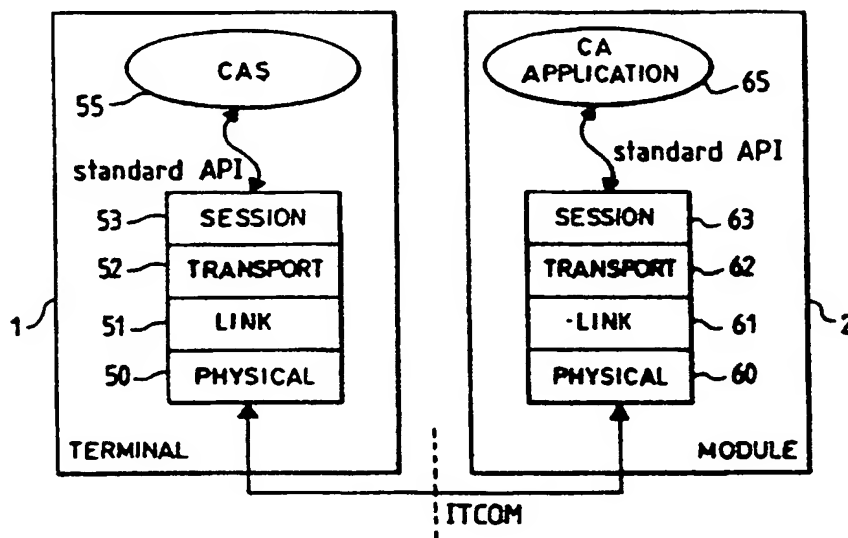 CAS
55
standard API
53 SESSION
52 TRANSPORT
51 LINK
50 PHYSICAL
1
TERMINAL
CA
APPLICATION
65
standard API
SESSION 63
TRANSPORT 62
-LINK 61
PHYSICAL 60
2
MODULE
ITCOM